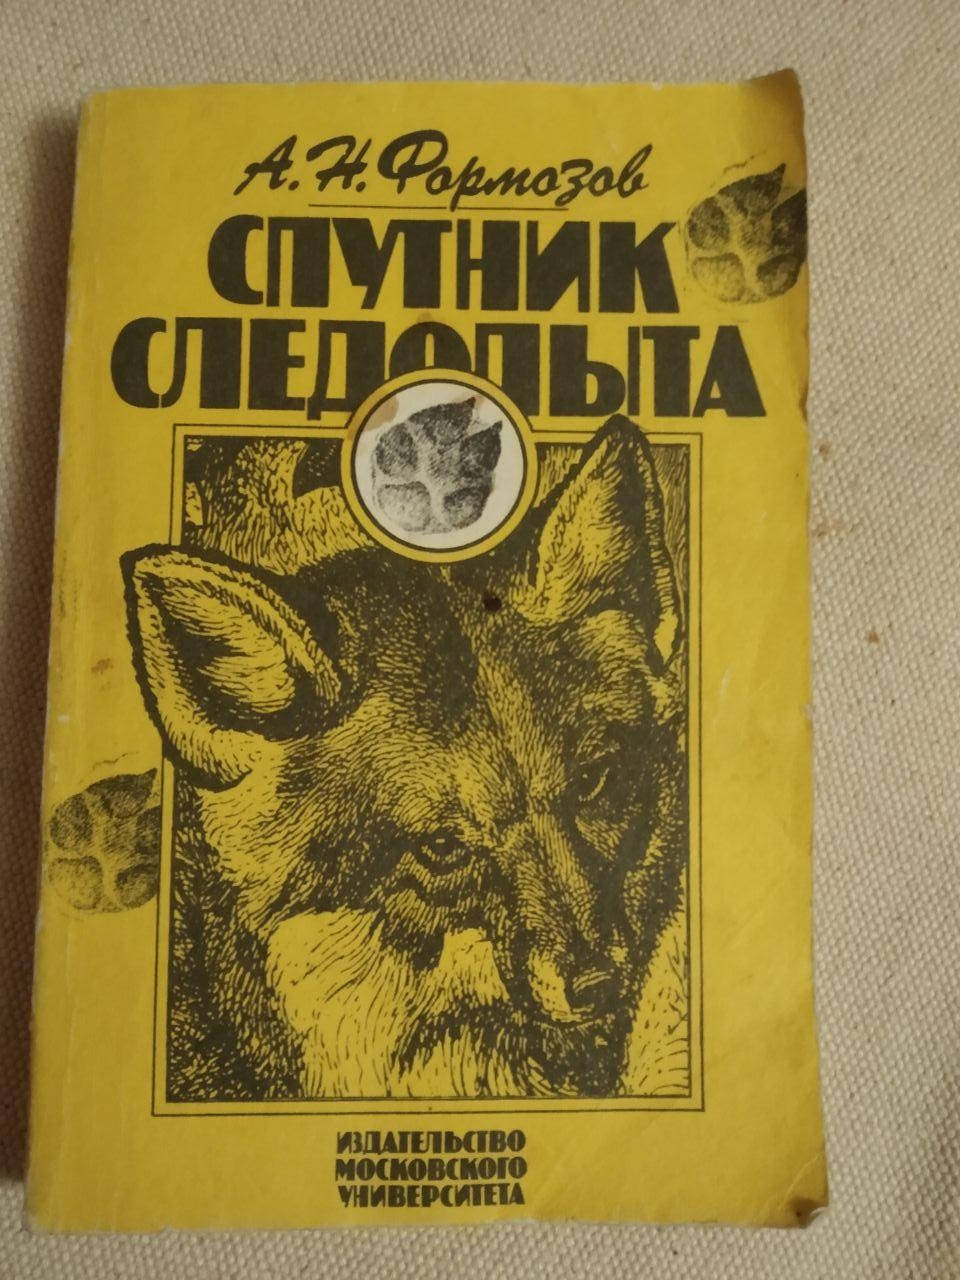 А.Н.Формозов
СПУТНИК
СЛЕДОПЫТА
ИЗДАТЕЛЬСТВО
МОСКОВСКОГО
УНИВЕРСИТЕТА